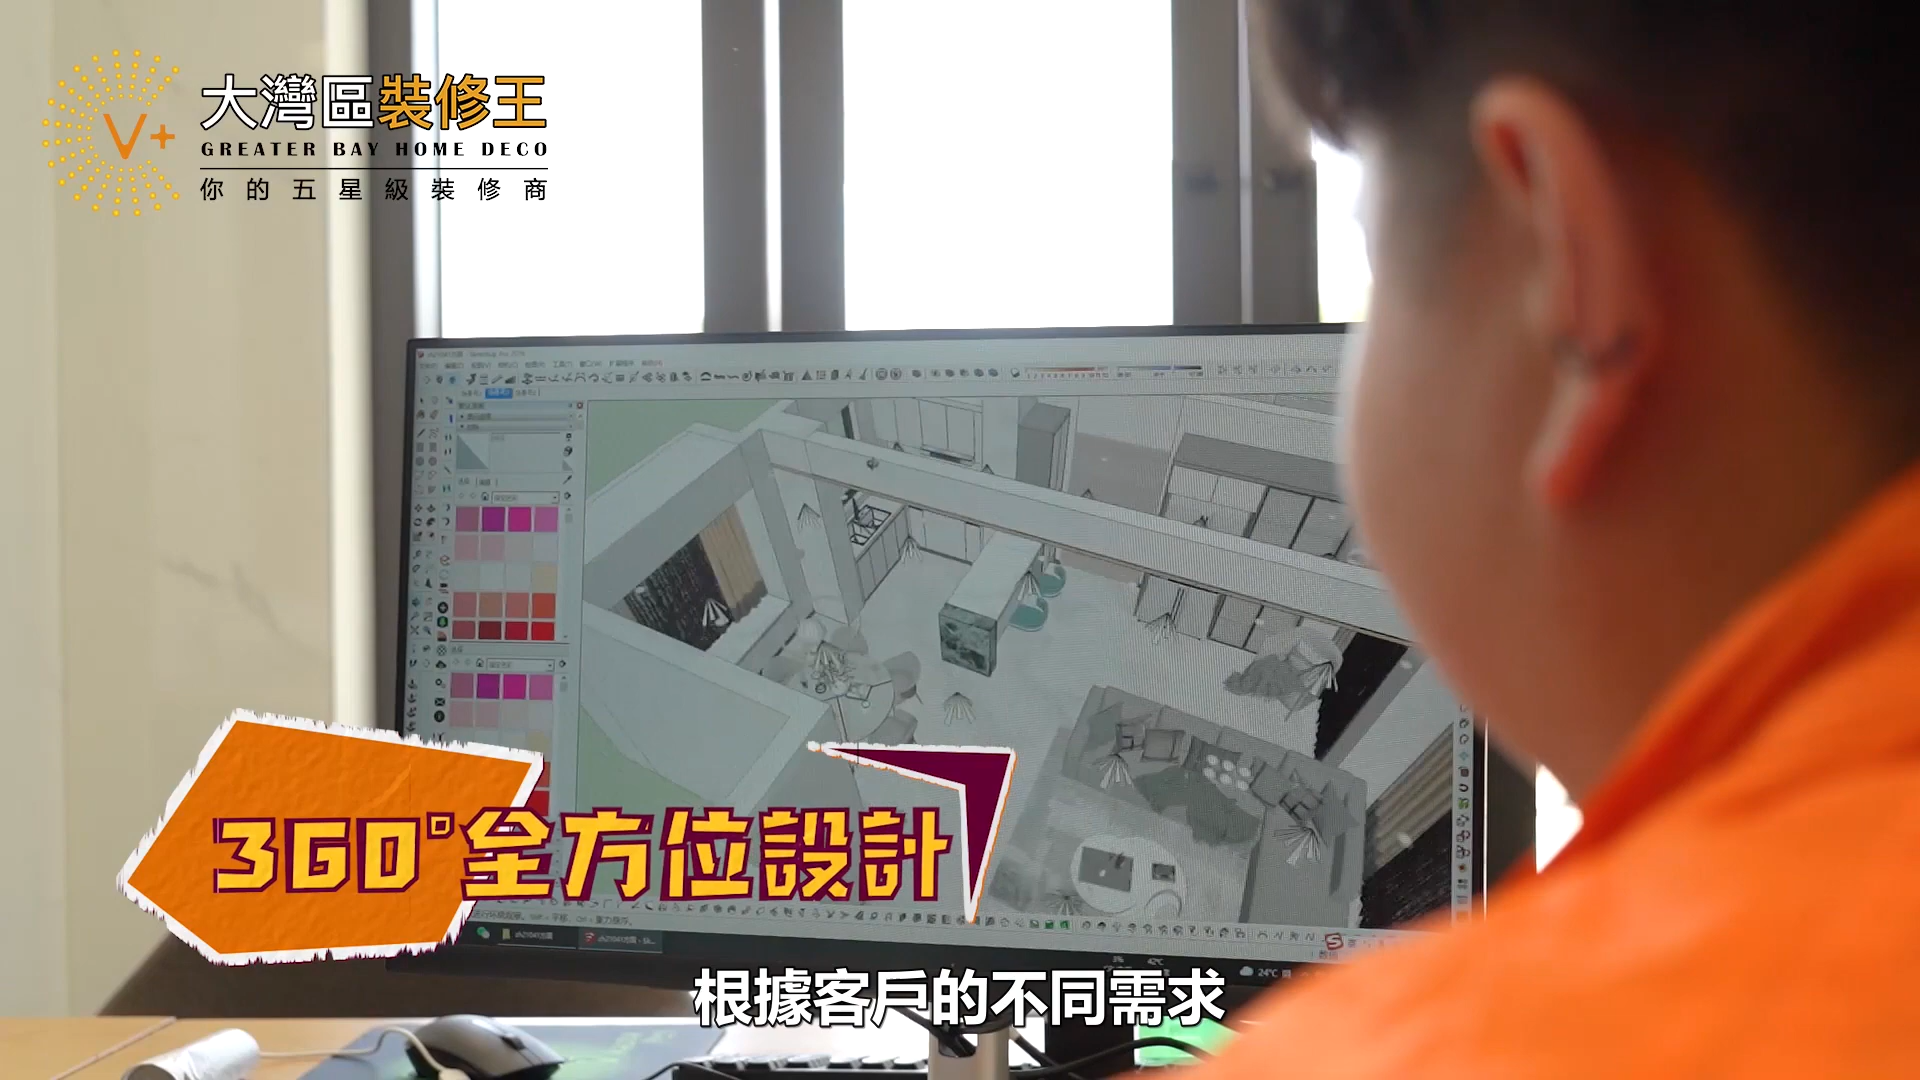 大灣區裝修王
V+
GREATER BAY HOME DECO
你的五星級裝修商
360°全方位設計
根據客戶的不同需求
24°C